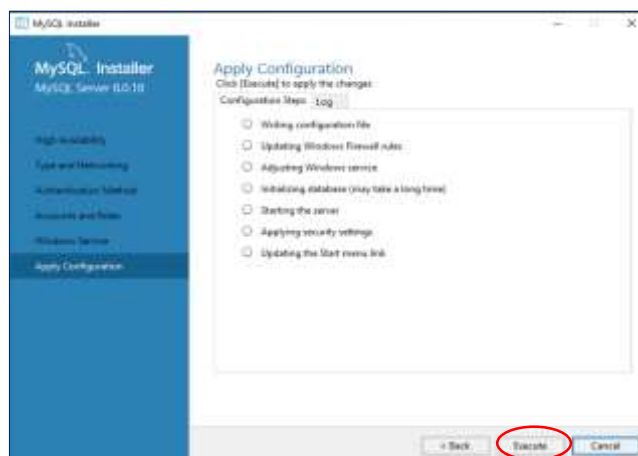 MySQL Installer
MySQL Installer
MySQL Server 8.0.18
High Availability
Type and Networking
Authentication Method
Accounts and Roles
Windows Service
Apply Configuration
Apply Configuration
Click [Execute] to apply the changes
Configuration Steps Log
Writing configuration file
Updating Windows Firewall rules
Adjusting Windows service
Initializing database (may take a long time)
Starting the server
Applying security settings
Updating the Start menu link
< Back Execute Cancel